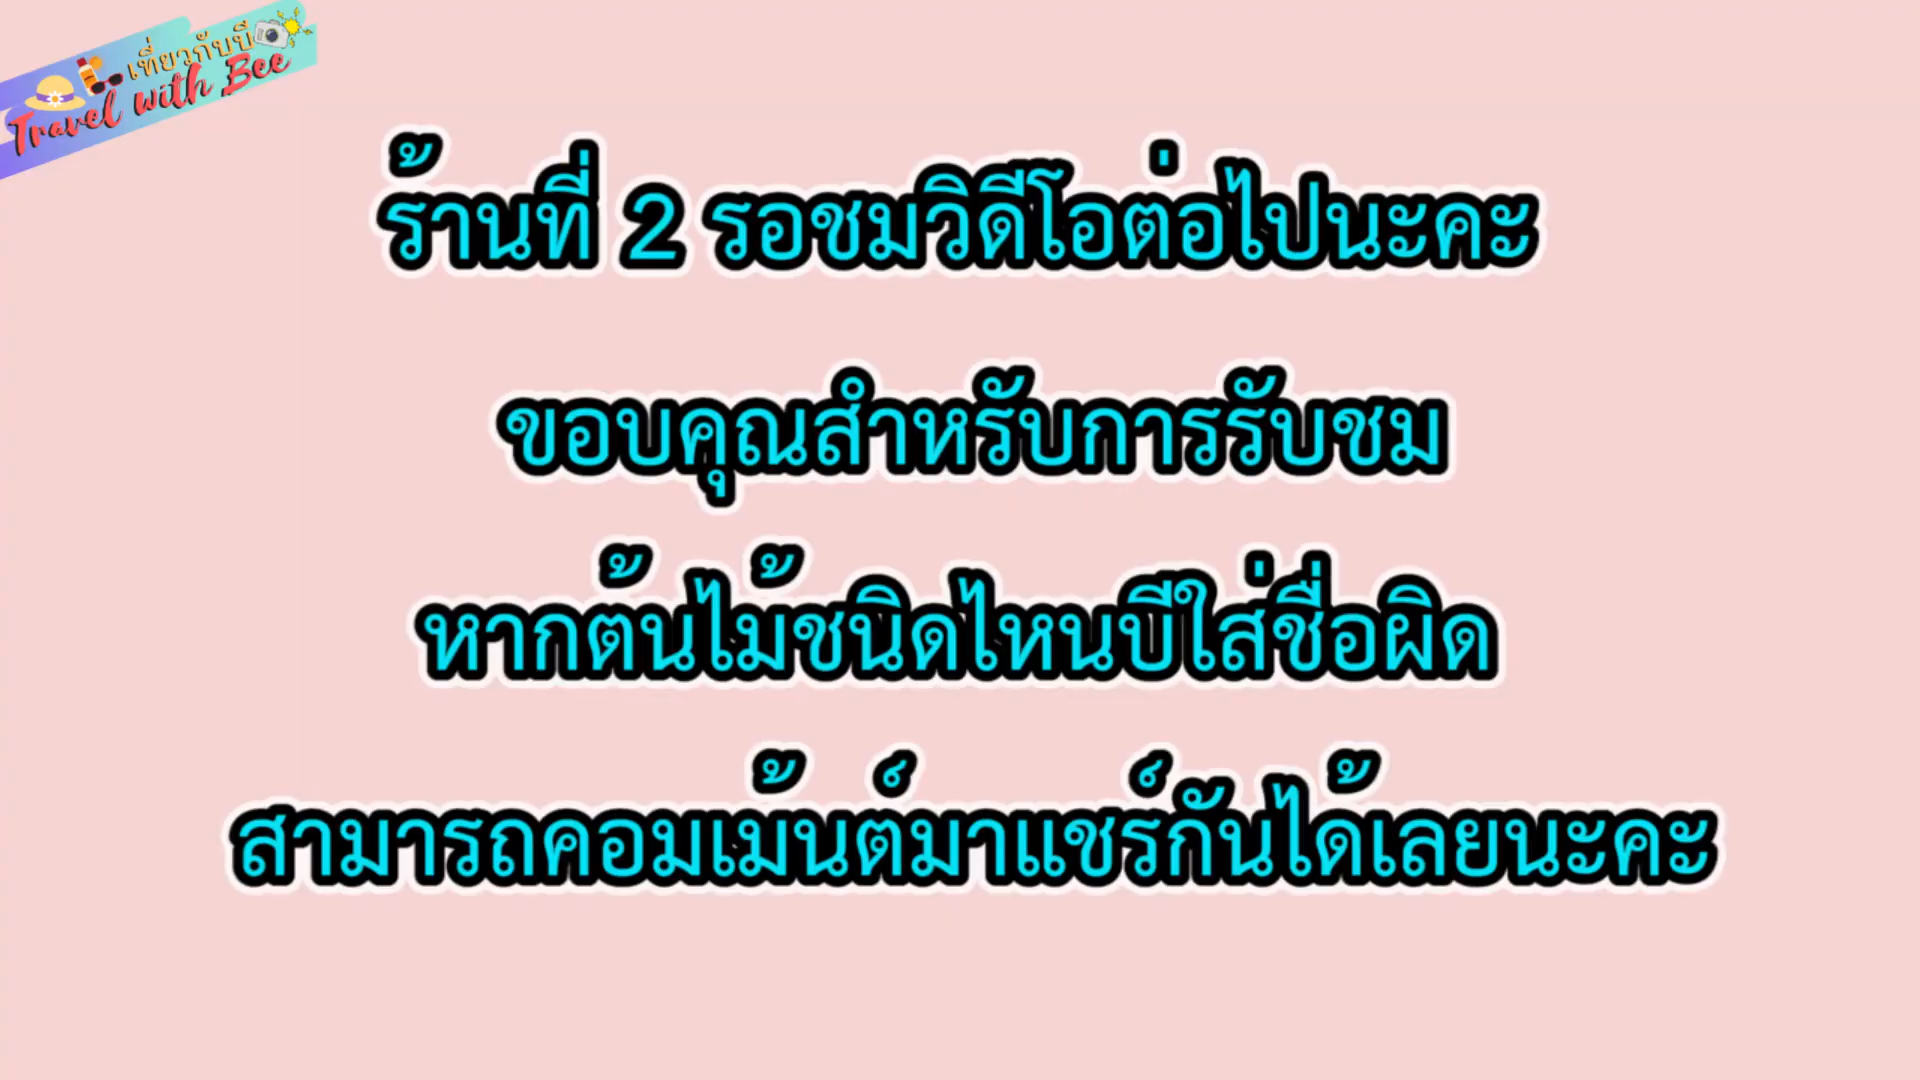 เที่ยวกับบี
Travel with Bee
ร้านที่ 2 รอชมวิดีโอต่อไปนะคะ
ขอบคุณสำหรับการรับชม
หากต้นไม้ชนิดไหนบีใส่ชื่อผิด
สามารถคอมเม้นต์มาแชร์กันได้เลยนะคะ